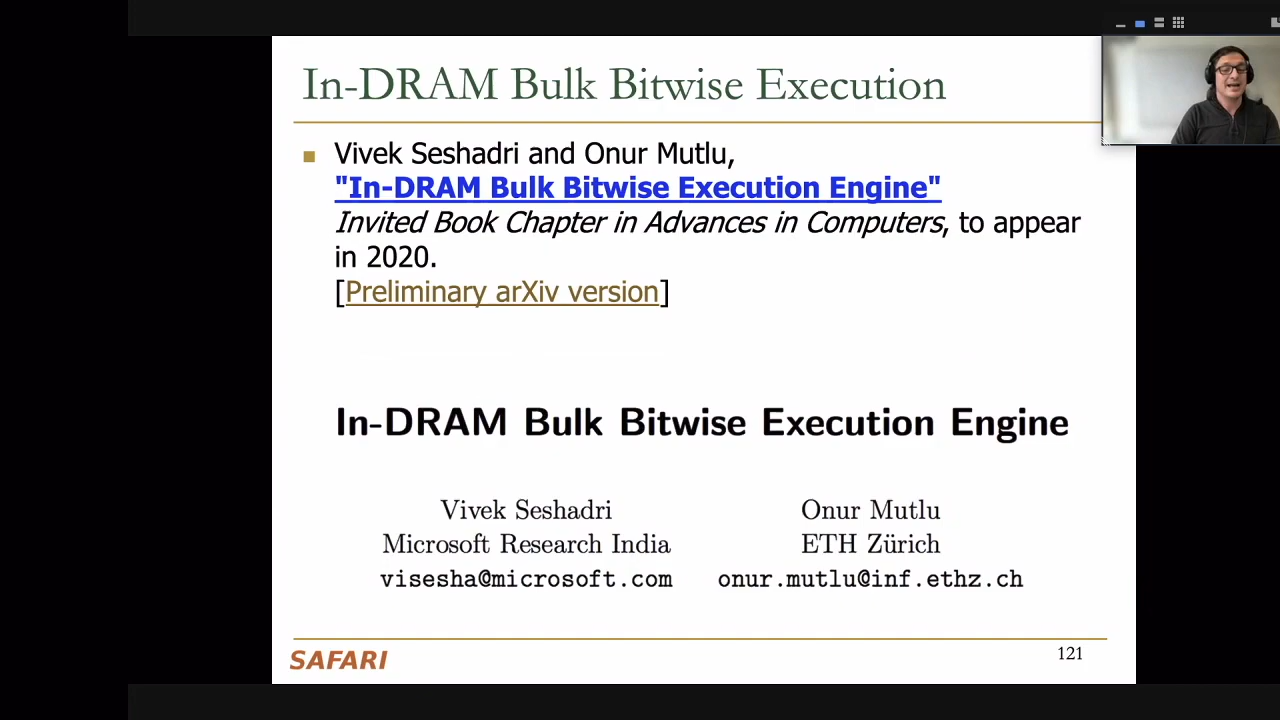 In-DRAM Bulk Bitwise Execution
Vivek Seshadri and Onur Mutlu,
"In-DRAM Bulk Bitwise Execution Engine"
Invited Book Chapter in Advances in Computers, to appear
in 2020.
[Preliminary arXiv version]
In-DRAM Bulk Bitwise Execution Engine
Vivek Seshadri
Microsoft Research India
visesha@microsoft.com
Onur Mutlu
ETH Zürich
onur.mutlu@inf.ethz.ch
SAFARI
121